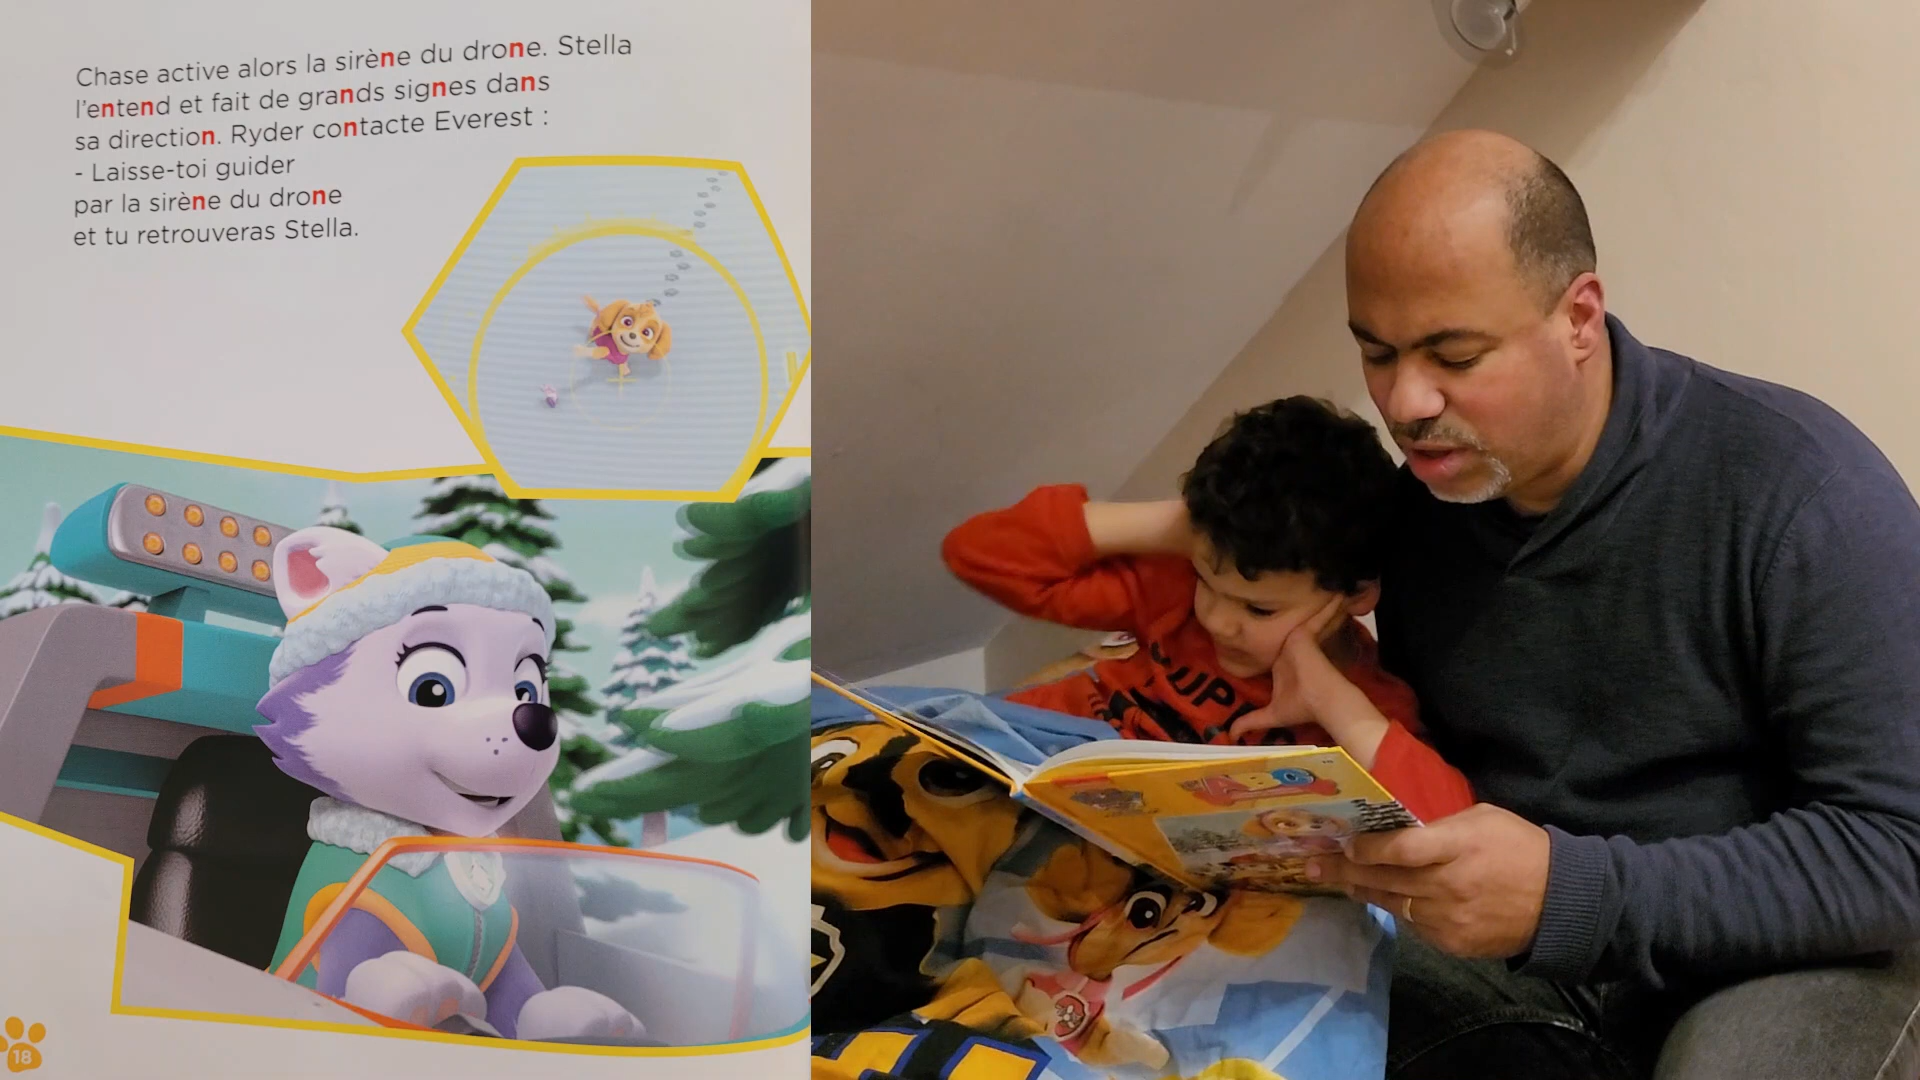 Chase active alors la sirène du drone. Stella
l'entend et fait de grands signes dans
sa direction. Ryder contacte Everest :
- Laisse-toi guider
par la sirène du drone
et tu retrouveras Stella.
18